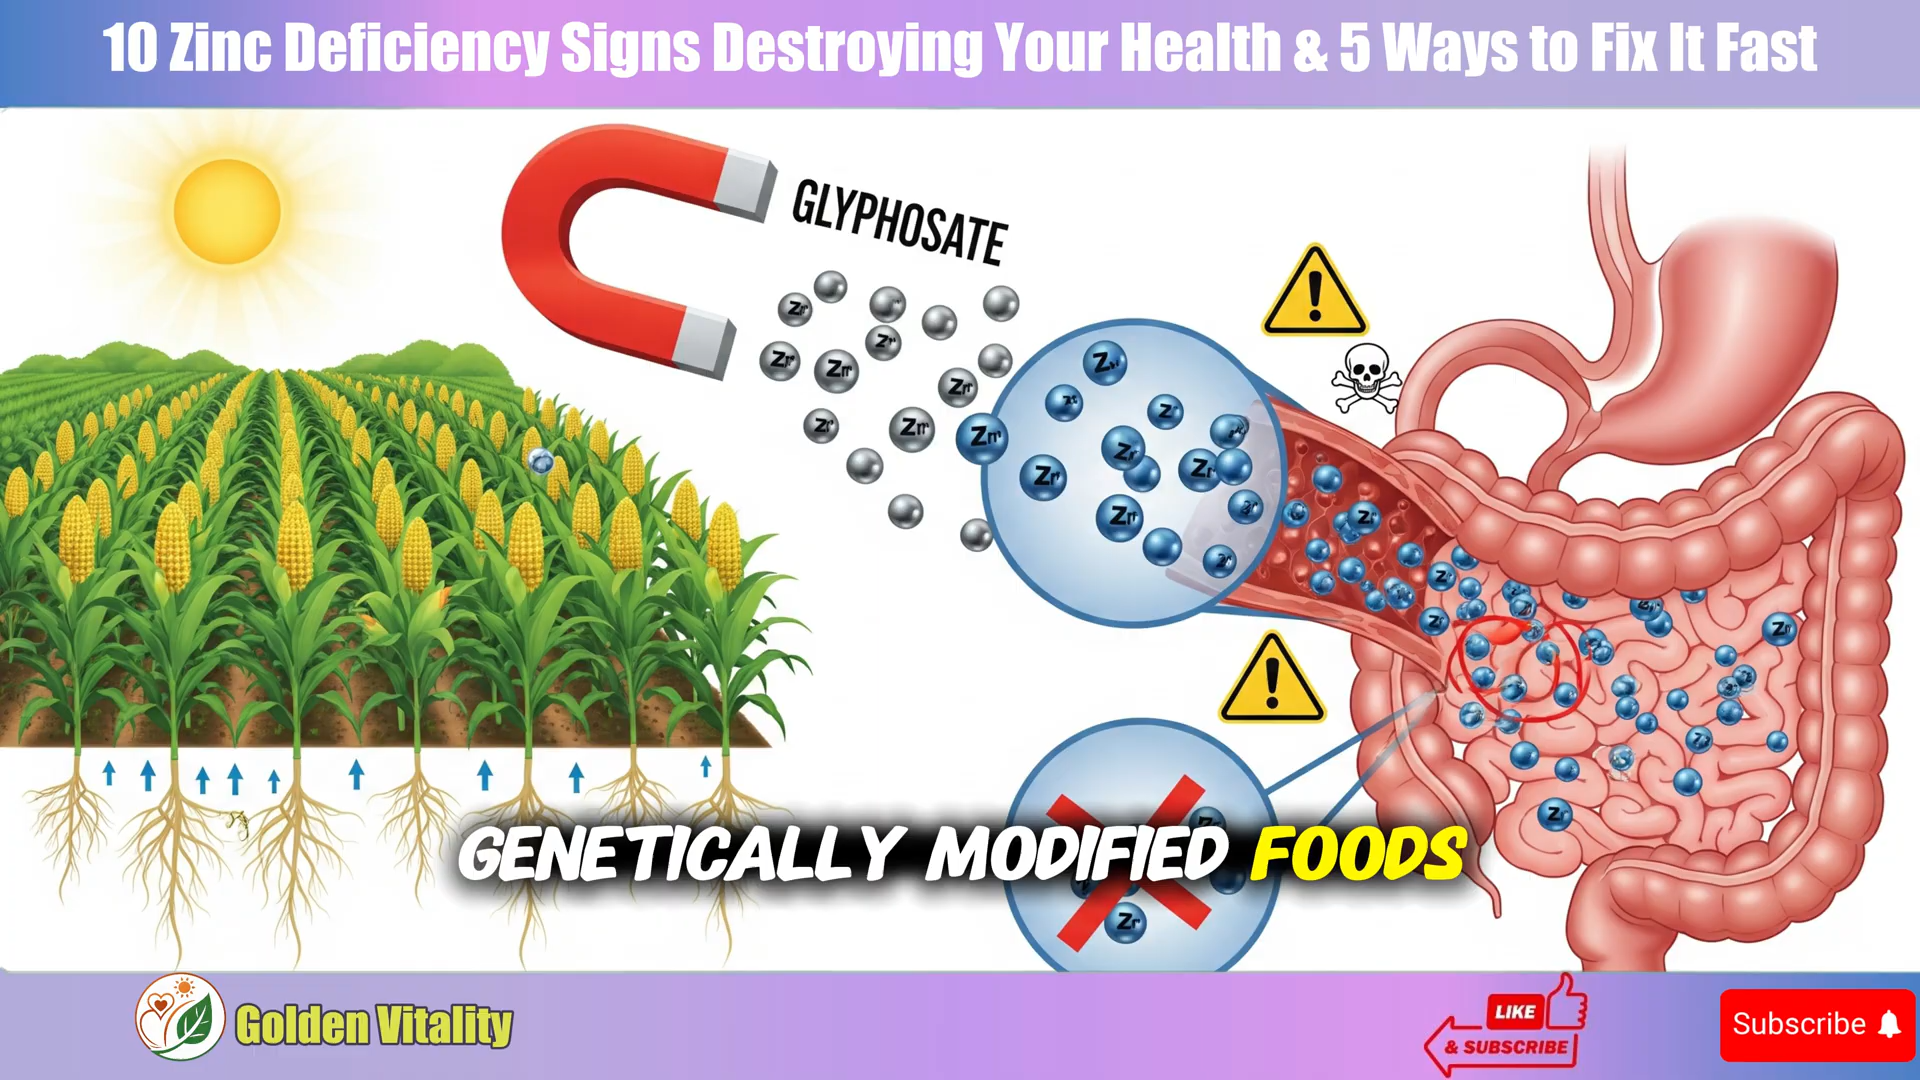 10 Zinc Deficiency Signs Destroying Your Health & 5 Ways to Fix It Fast
GLYPHOSATE
GENETICALLY MODIFIED FOODS
Golden Vitality
LIKE
& SUBSCRIBE
Subscribe